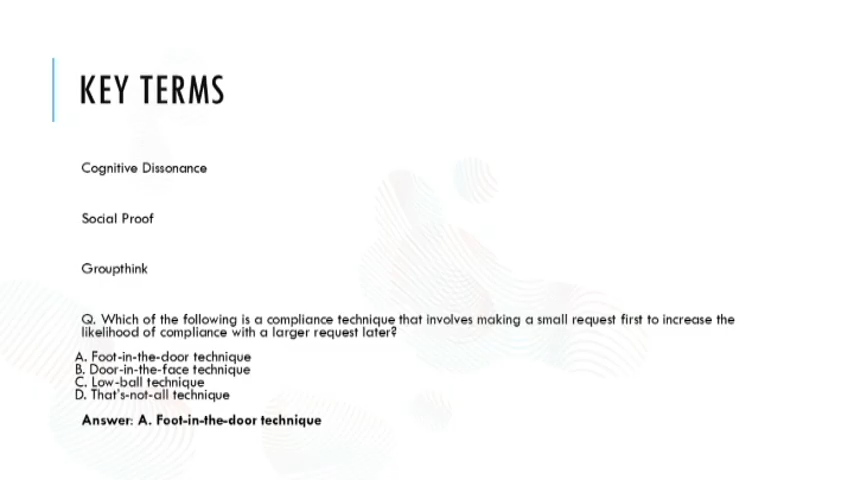 KEY TERMS
Cognitive Dissonance
Social Proof
Groupthink
Q. Which of the following is a compliance technique that involves making a small request first to increase the
likelihood of compliance with a larger request later?
A. Foot-in-the-door technique
B. Door-in-the-face technique
C. Low-ball technique
D. That's-not-all technique
Answer: A. Foot-in-the-door technique